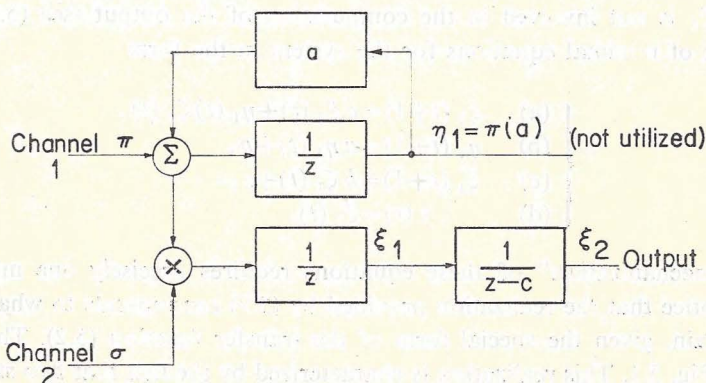 a
Channel π
1
Σ
1
z
η₁ = π(a)
(not utilized)
×
1
z
ξ₁
1
z–c
ξ₂
Output
Channel σ
2